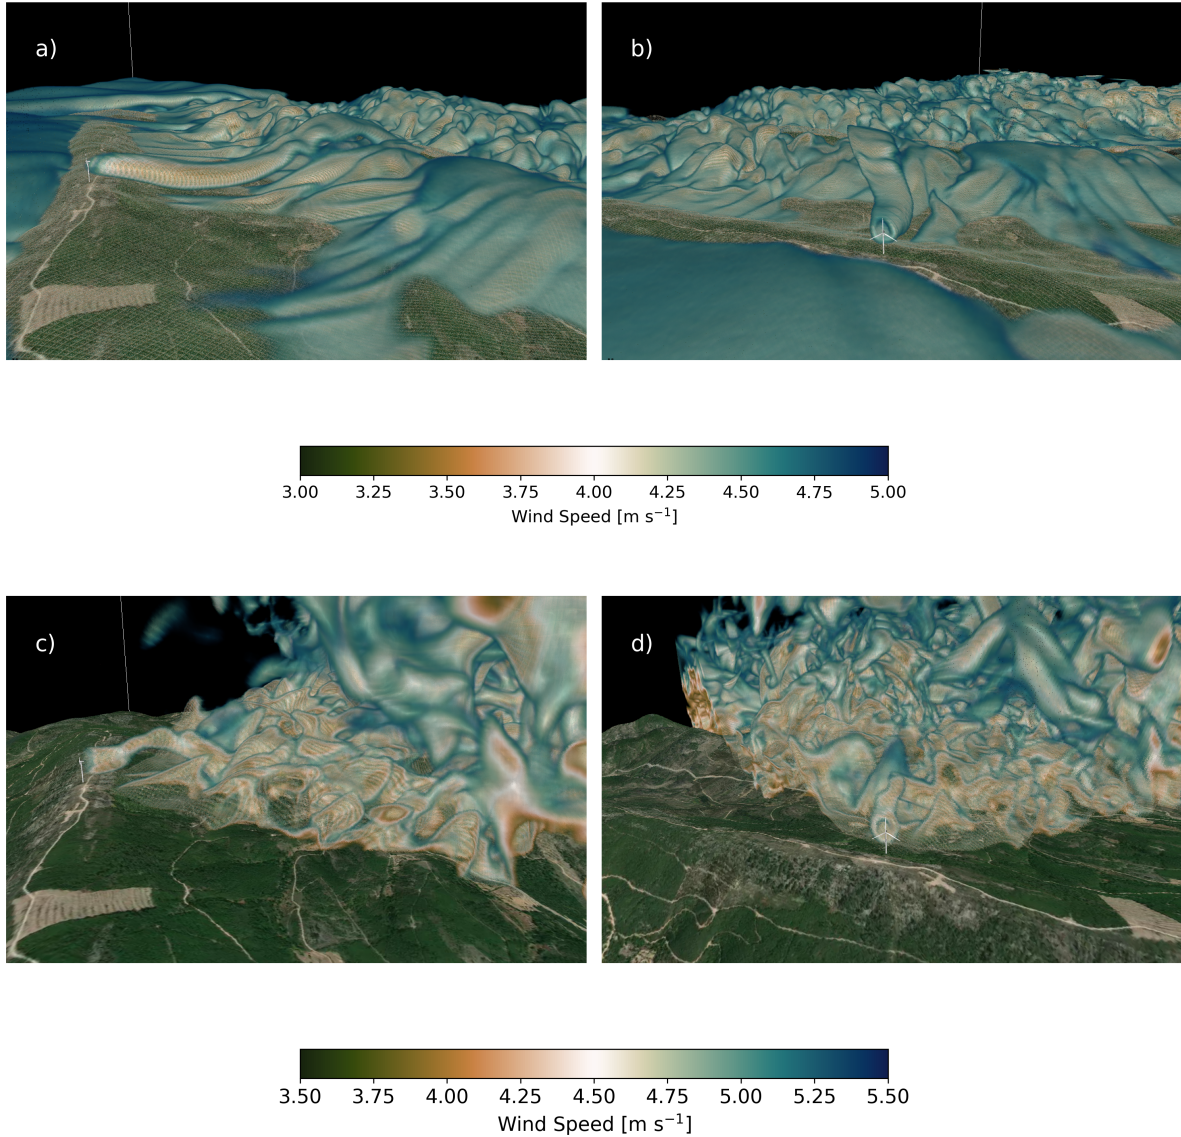 a)
b)
3.00 3.25 3.50 3.75 4.00 4.25 4.50 4.75 5.00
Wind Speed [m s⁻¹]
c)
d)
3.50 3.75 4.00 4.25 4.50 4.75 5.00 5.25 5.50
Wind Speed [m s⁻¹]